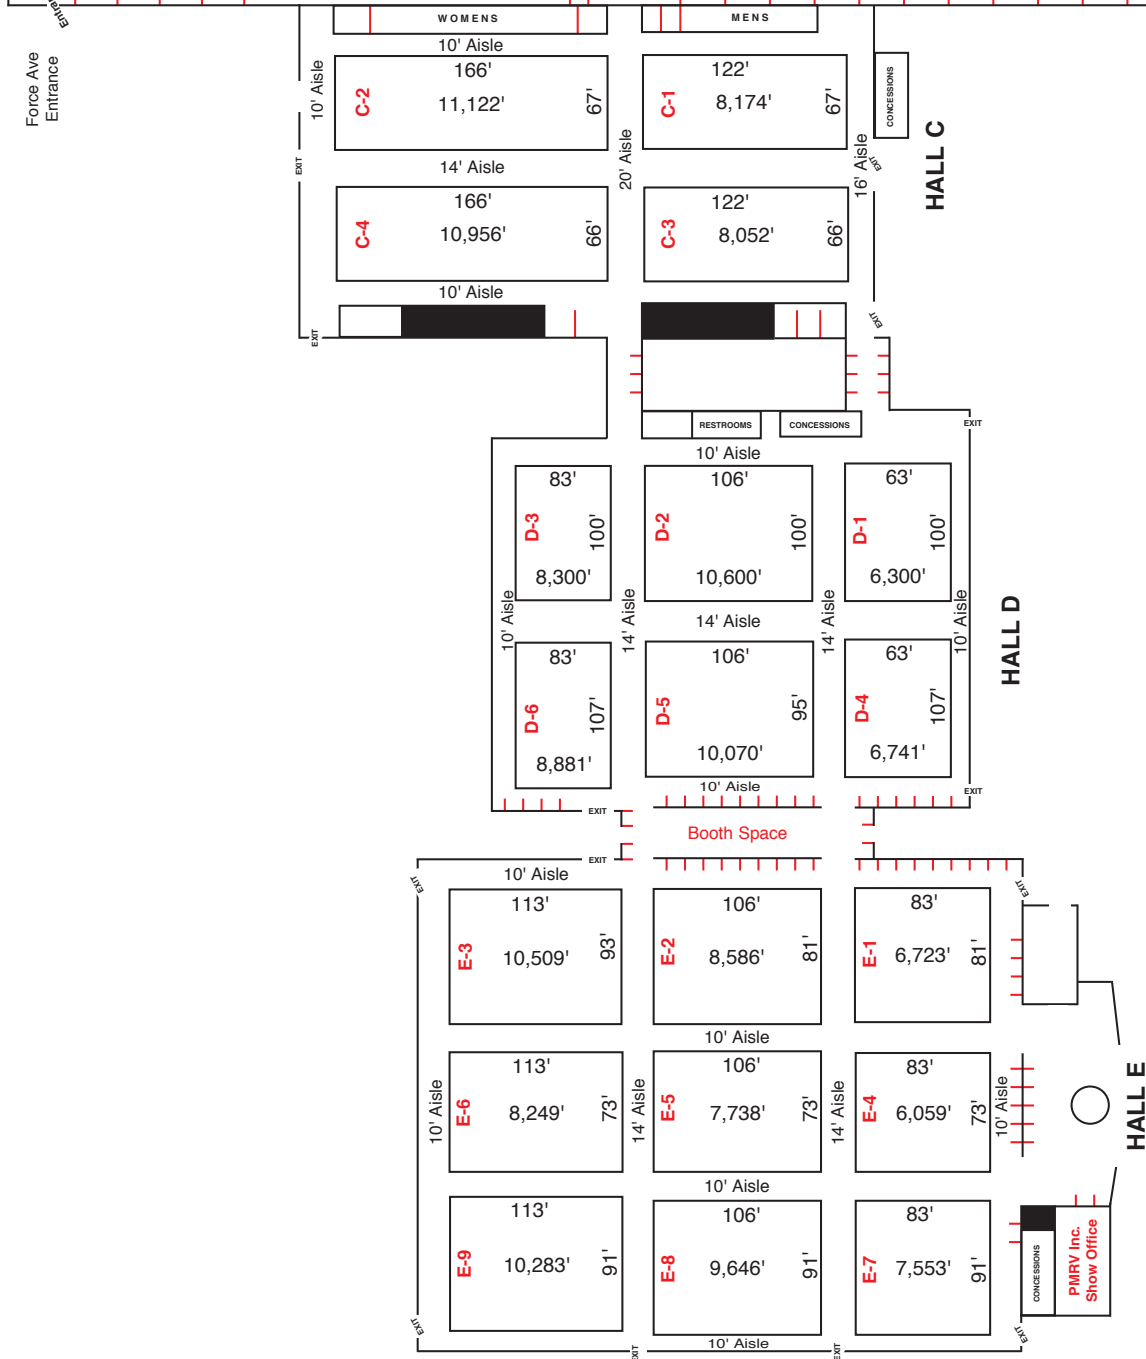 Entra
Force Ave
Entrance
WOMENS
MENS
10' Aisle
10' Aisle
166'
C-2
11,122'
67'
122'
C-1
8,174'
67'
CONCESSIONS
HALL C
EXIT
14' Aisle
20' Aisle
16' Aisle
EXIT
166'
C-4
10,956'
66'
122'
C-3
8,052'
66'
10' Aisle
EXIT
EXIT
RESTROOMS
CONCESSIONS
EXIT
10' Aisle
83'
D-3
100'
8,300'
106'
D-2
100'
10,600'
63'
D-1
100'
6,300'
10' Aisle
14' Aisle
14' Aisle
14' Aisle
10' Aisle
HALL D
83'
D-6
107'
8,881'
106'
D-5
95'
10,070'
63'
D-4
107'
6,741'
10' Aisle
EXIT
EXIT
Booth Space
EXIT
10' Aisle
EXIT
EXIT
113'
E-3
10,509'
93'
106'
E-2
8,586'
81'
83'
E-1
6,723'
81'
10' Aisle
10' Aisle
113'
E-6
8,249'
73'
14' Aisle
106'
E-5
7,738'
73'
14' Aisle
83'
E-4
6,059'
73'
10' Aisle
HALL E
10' Aisle
113'
E-9
10,283'
91'
106'
E-8
9,646'
91'
83'
E-7
7,553'
91'
CONCESSIONS
PMRV Inc.
Show Office
EXIT
EXIT
10' Aisle
EXIT
EXIT